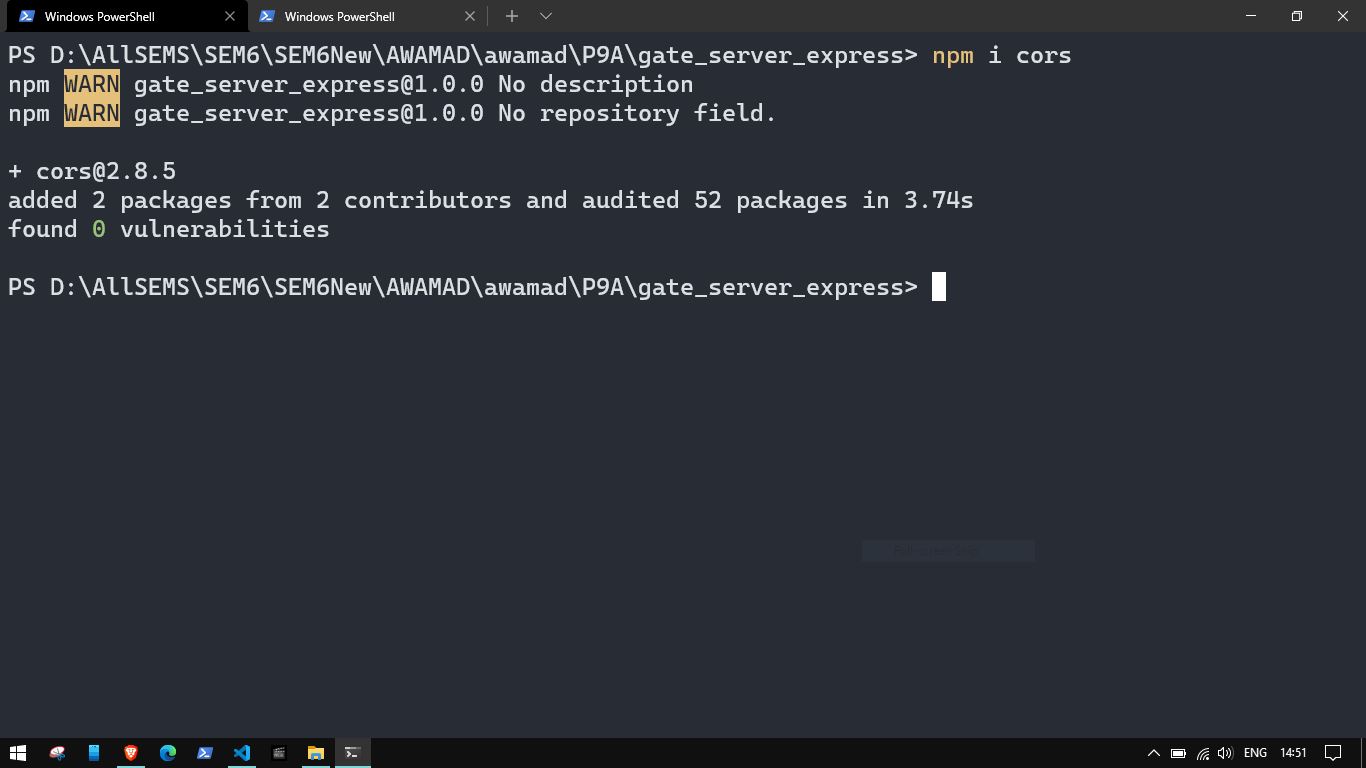 Windows PowerShell
Windows PowerShell
PS D:\AllSEMS\SEM6\SEM6New\AWAMAD\awamad\P9A\gate_server_express> npm i cors
npm WARN gate_server_express@1.0.0 No description
npm WARN gate_server_express@1.0.0 No repository field.
+ cors@2.8.5
added 2 packages from 2 contributors and audited 52 packages in 3.74s
found 0 vulnerabilities
PS D:\AllSEMS\SEM6\SEM6New\AWAMAD\awamad\P9A\gate_server_express>
ENG 14:51